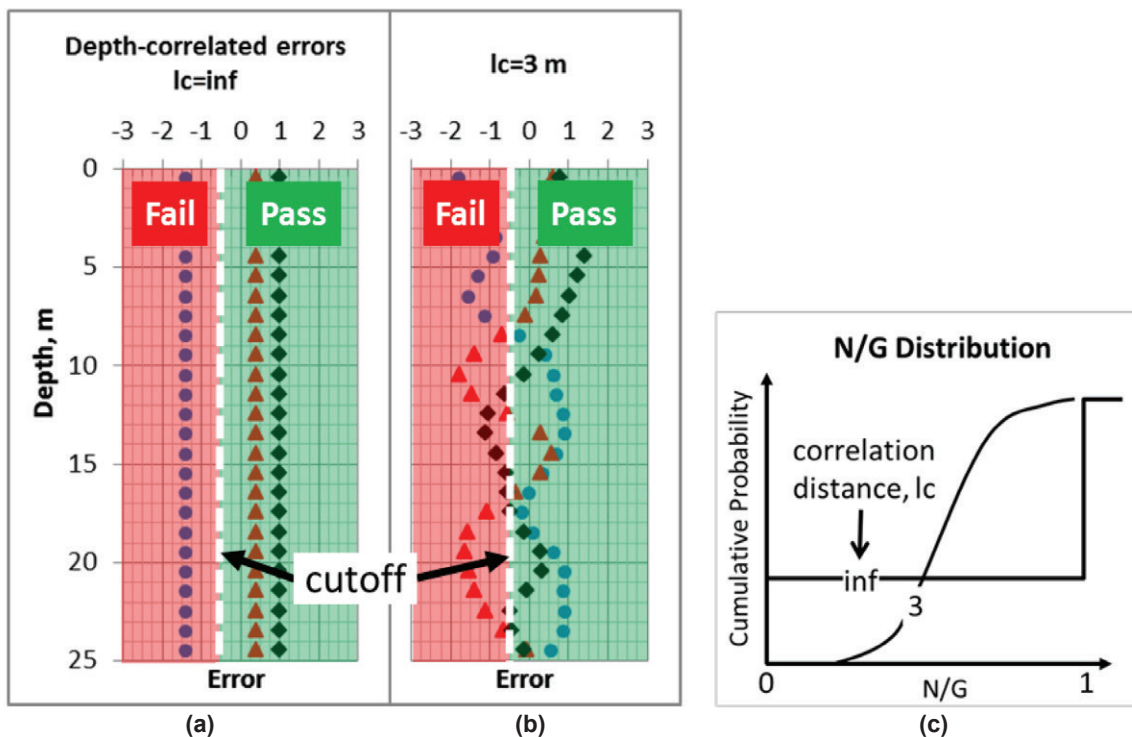 Depth-correlated errors
lc=inf
-3 -2 -1 0 1 2 3
Depth, m
0
5
10
15
20
25
Fail
Pass
Error
(a)
lc=3 m
-3 -2 -1 0 1 2 3
Fail
Pass
cutoff
Error
(b)
N/G Distribution
Cumulative Probability
correlation
distance, lc
inf
3
0
1
N/G
(c)